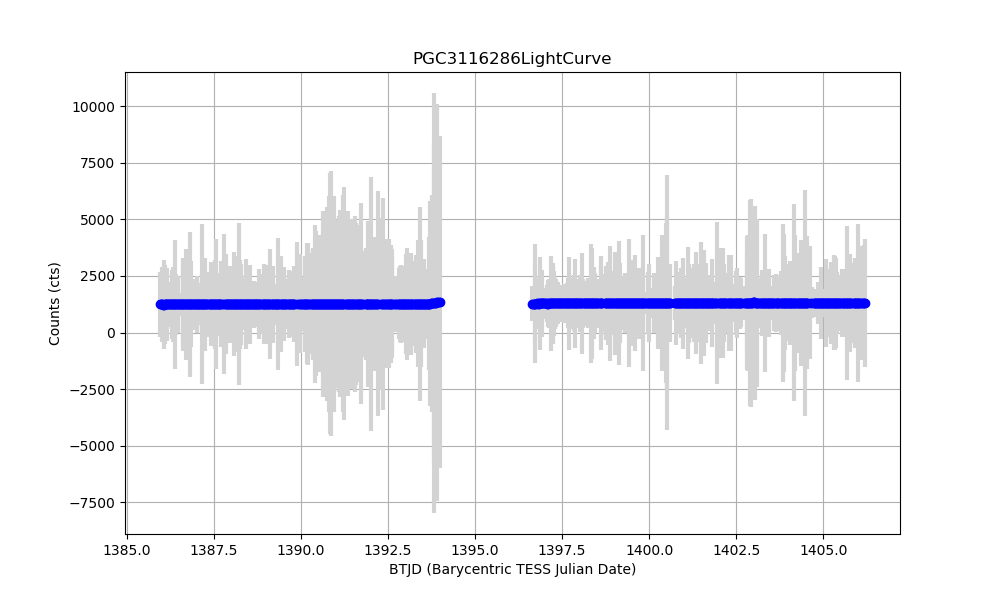 PGC3116286LightCurve
10000
7500
5000
2500
0
−2500
−5000
−7500
Counts (cts)
1385.0 1387.5 1390.0 1392.5 1395.0 1397.5 1400.0 1402.5 1405.0
BTJD (Barycentric TESS Julian Date)